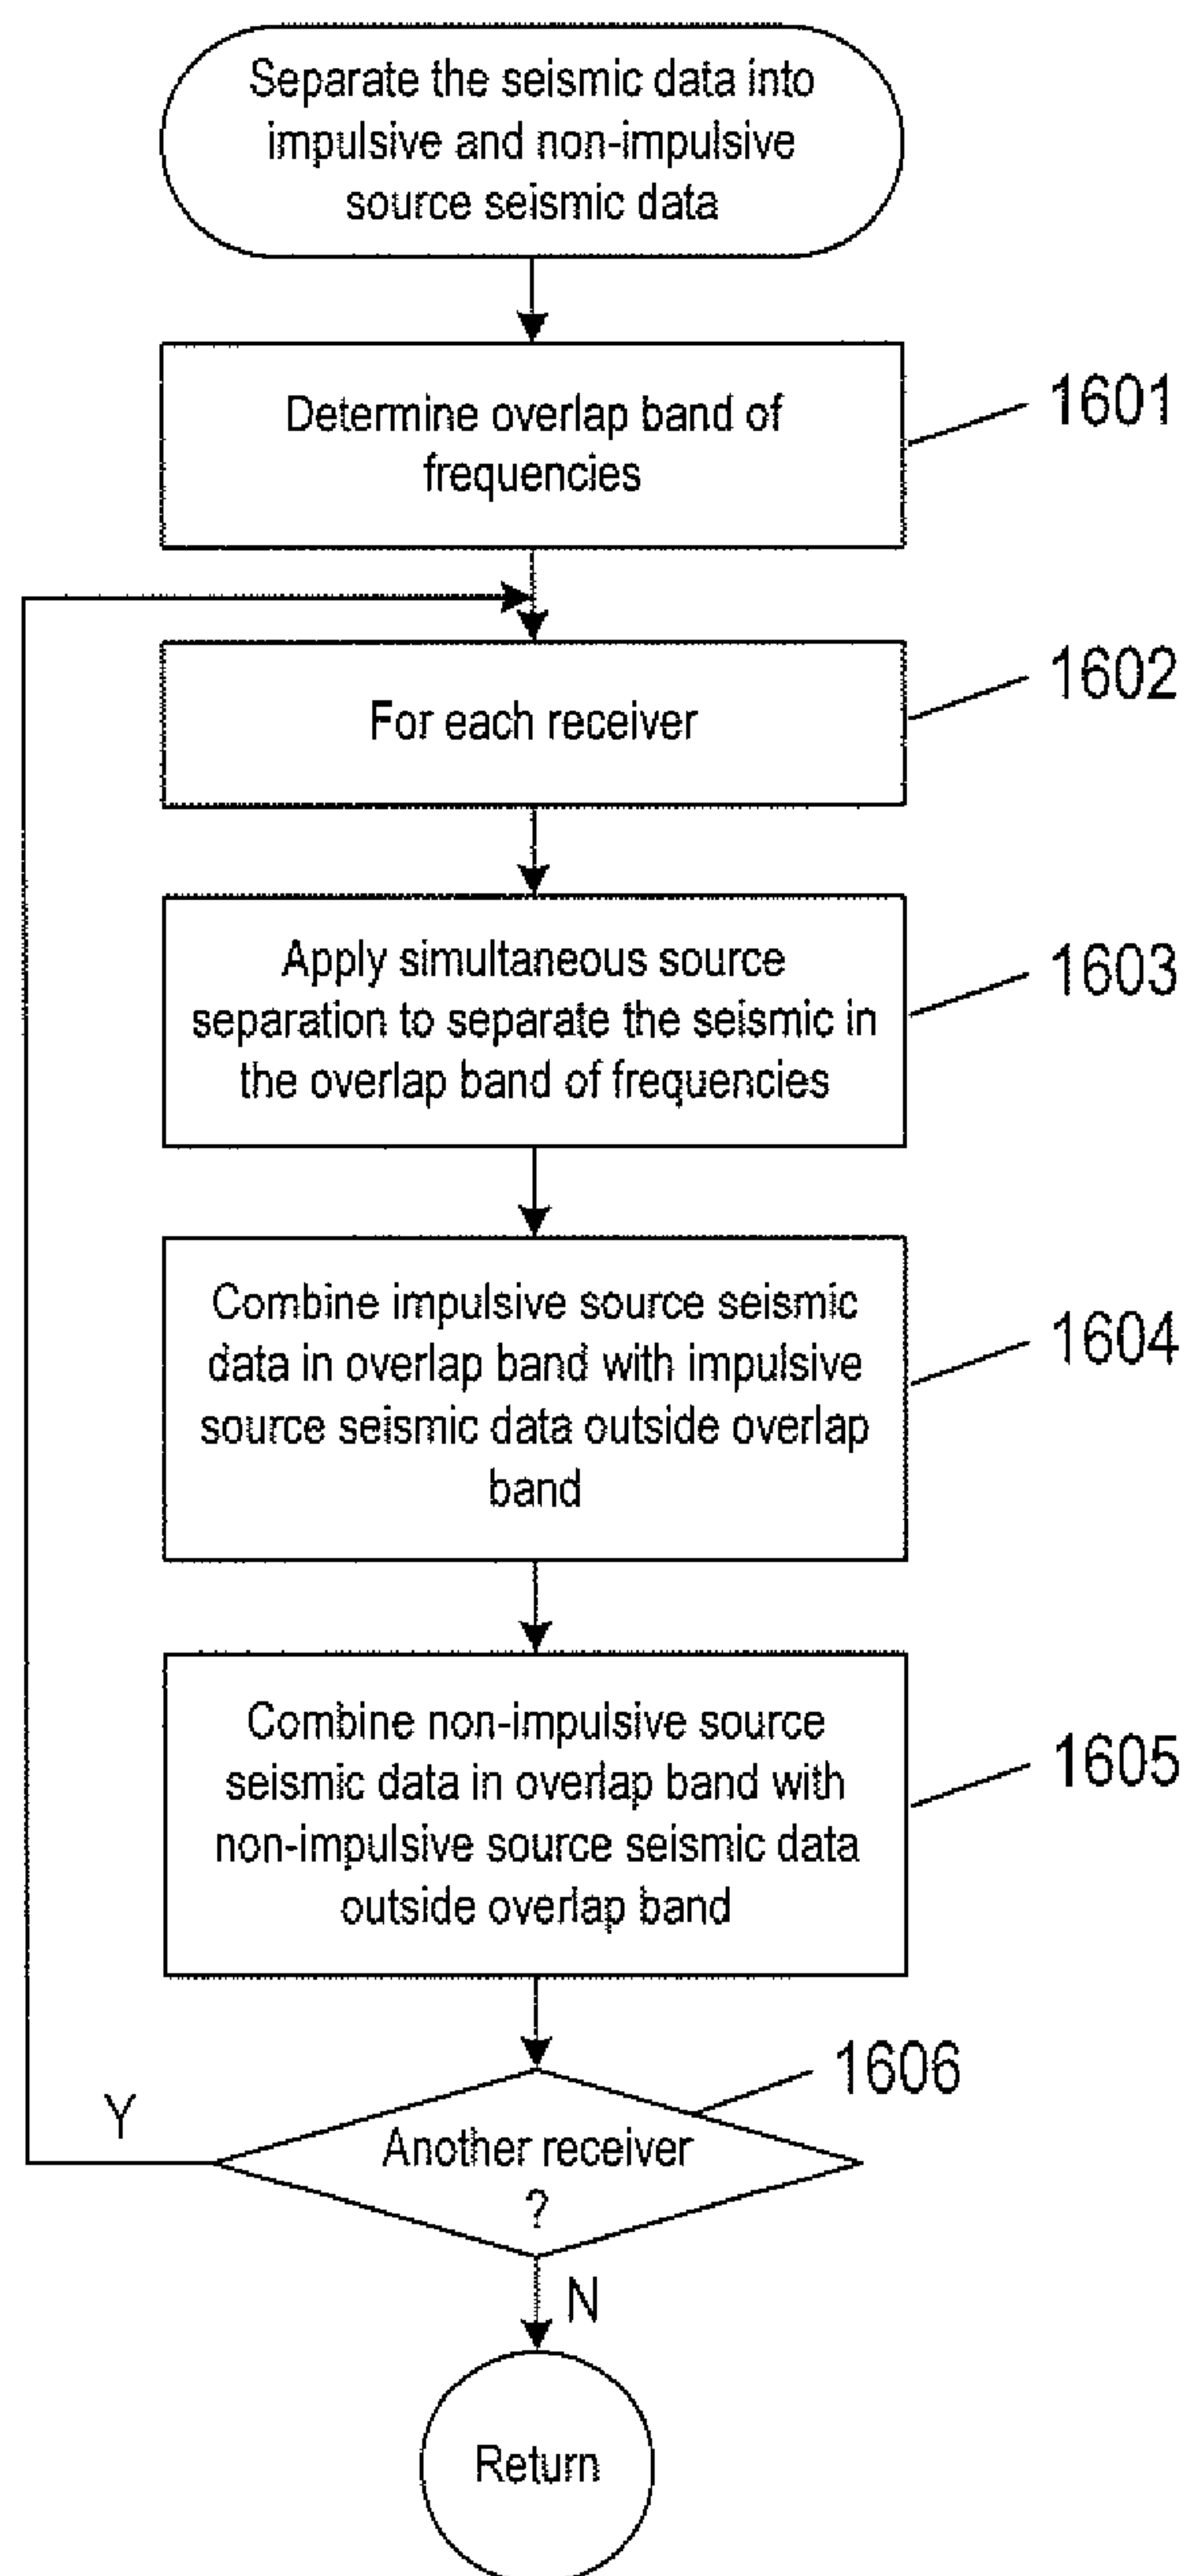 Separate the seismic data into
impulsive and non-impulsive
source seismic data
Determine overlap band of
frequencies
1601
For each receiver
1602
Apply simultaneous source
separation to separate the seismic in
the overlap band of frequencies
1603
Combine impulsive source seismic
data in overlap band with impulsive
source seismic data outside overlap
band
1604
Combine non-impulsive source
seismic data in overlap band with
non-impulsive source seismic data
outside overlap band
1605
1606
Y
Another receiver
?
N
Return